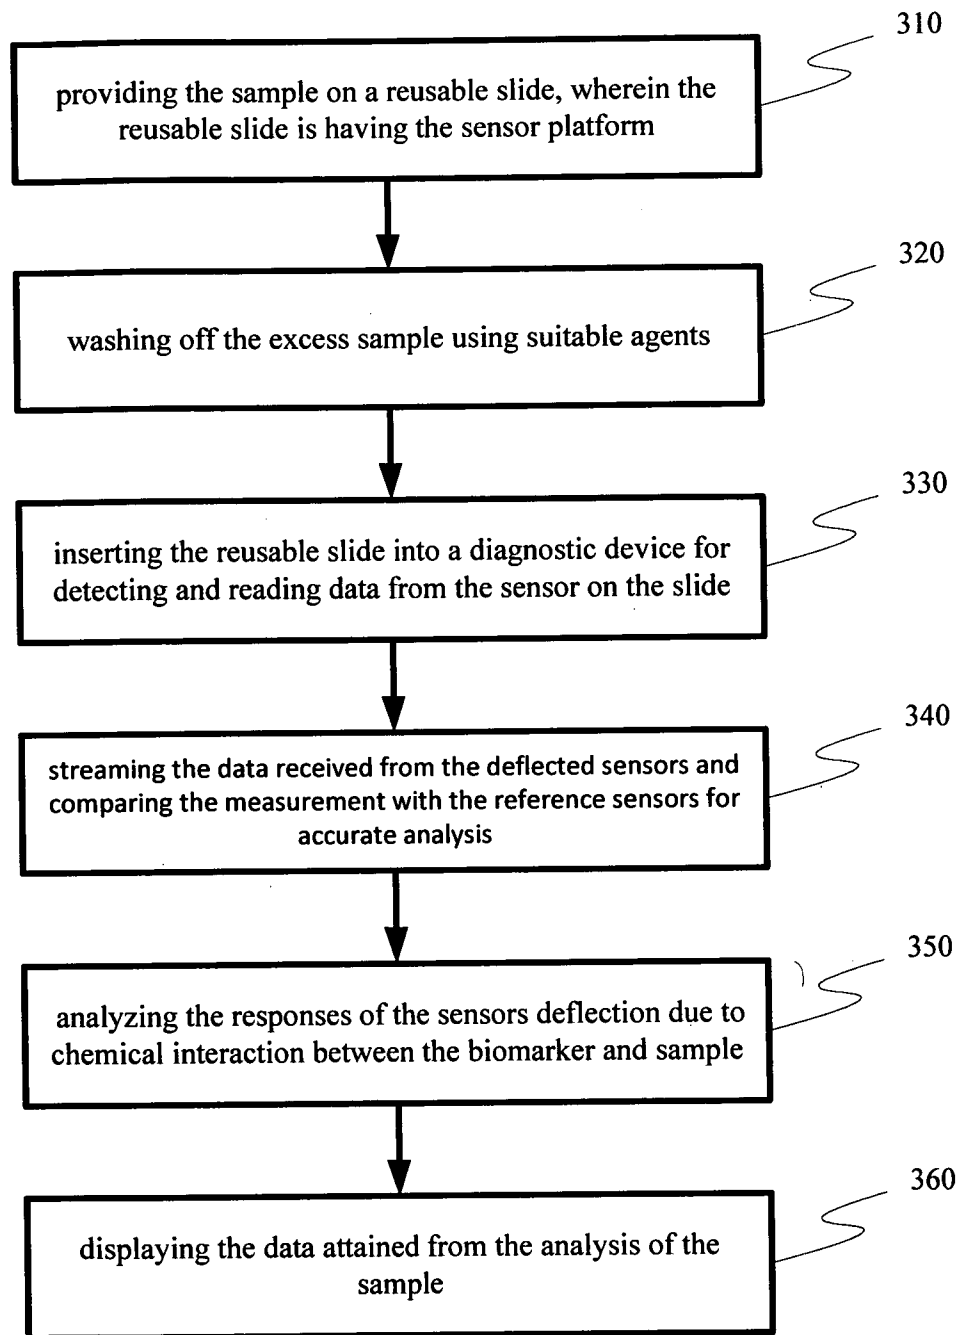 310
providing the sample on a reusable slide, wherein the
reusable slide is having the sensor platform
320
washing off the excess sample using suitable agents
330
inserting the reusable slide into a diagnostic device for
detecting and reading data from the sensor on the slide
340
streaming the data received from the deflected sensors and
comparing the measurement with the reference sensors for
accurate analysis
350
analyzing the responses of the sensors deflection due to
chemical interaction between the biomarker and sample
360
displaying the data attained from the analysis of the
sample